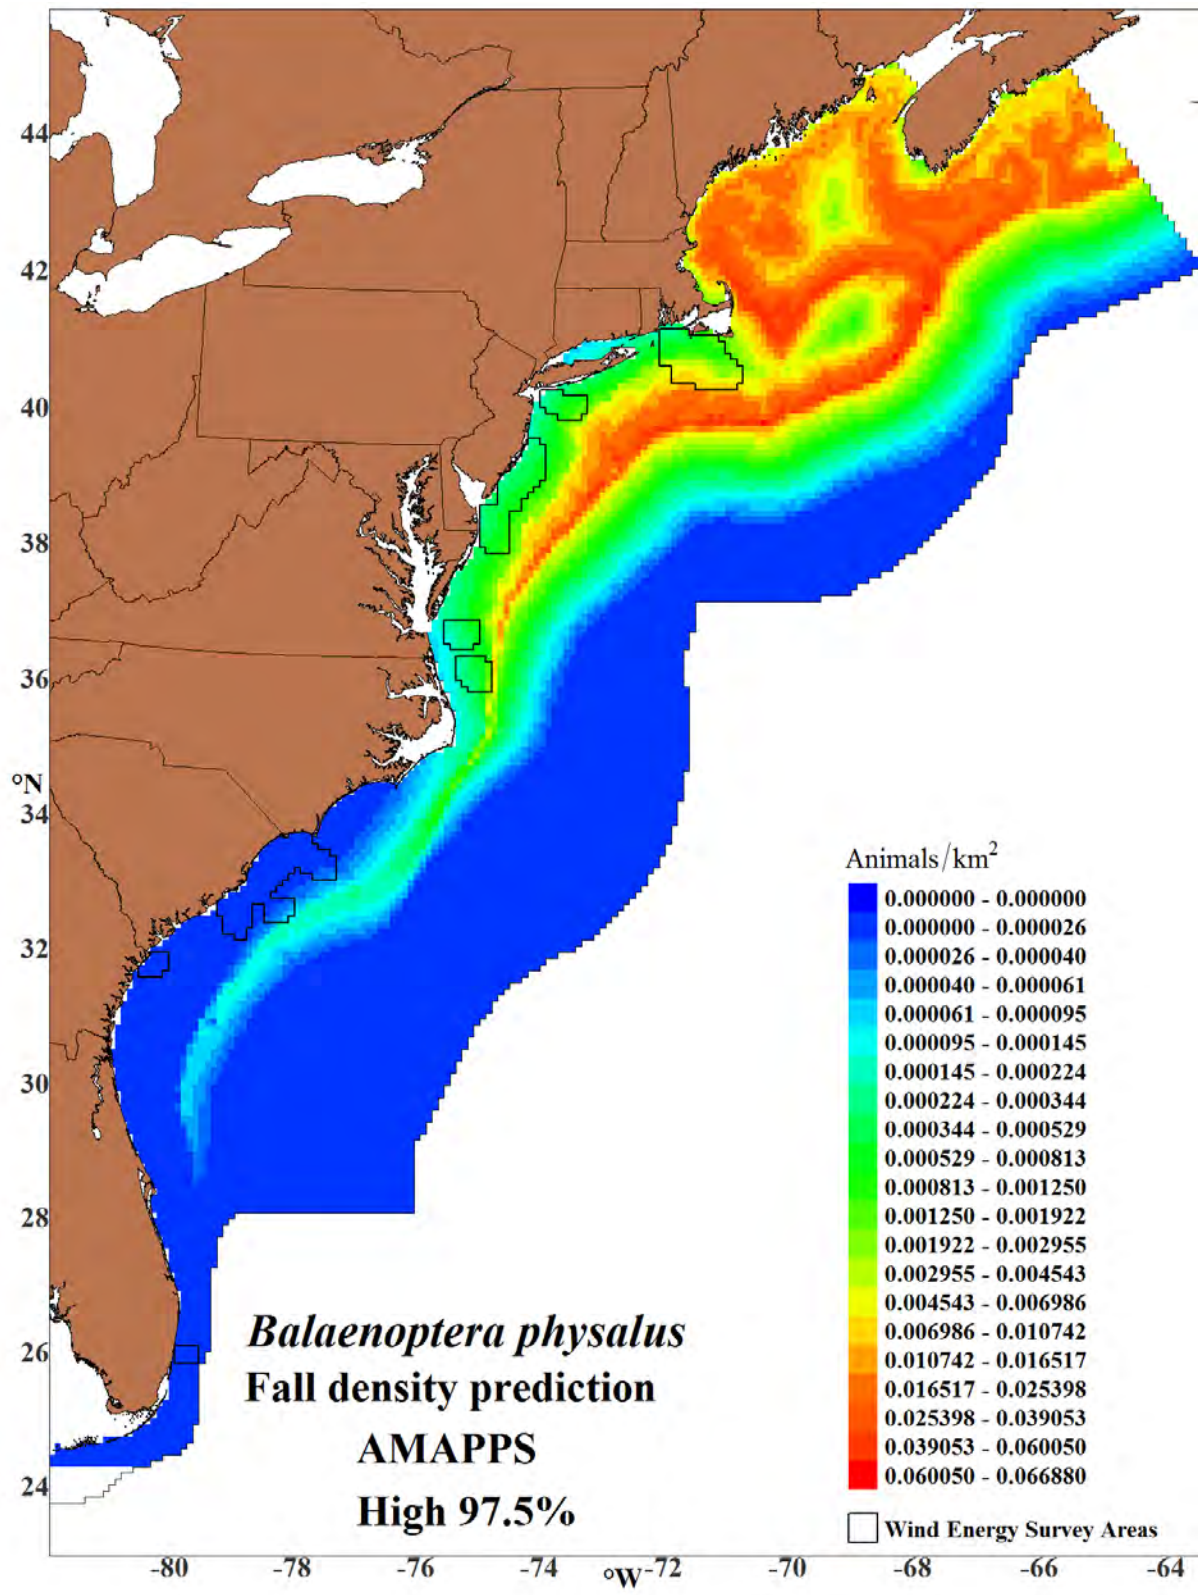 44
42
40
38
36
°N
34
32
30
28
26
24
Animals/km²
0.000000 - 0.000000
0.000000 - 0.000026
0.000026 - 0.000040
0.000040 - 0.000061
0.000061 - 0.000095
0.000095 - 0.000145
0.000145 - 0.000224
0.000224 - 0.000344
0.000344 - 0.000529
0.000529 - 0.000813
0.000813 - 0.001250
0.001250 - 0.001922
0.001922 - 0.002955
0.002955 - 0.004543
0.004543 - 0.006986
0.006986 - 0.010742
0.010742 - 0.016517
0.016517 - 0.025398
0.025398 - 0.039053
0.039053 - 0.060050
0.060050 - 0.066880
Wind Energy Survey Areas
Balaenoptera physalus
Fall density prediction
AMAPPS
High 97.5%
-80 -78 -76 -74 °W -72 -70 -68 -66 -64